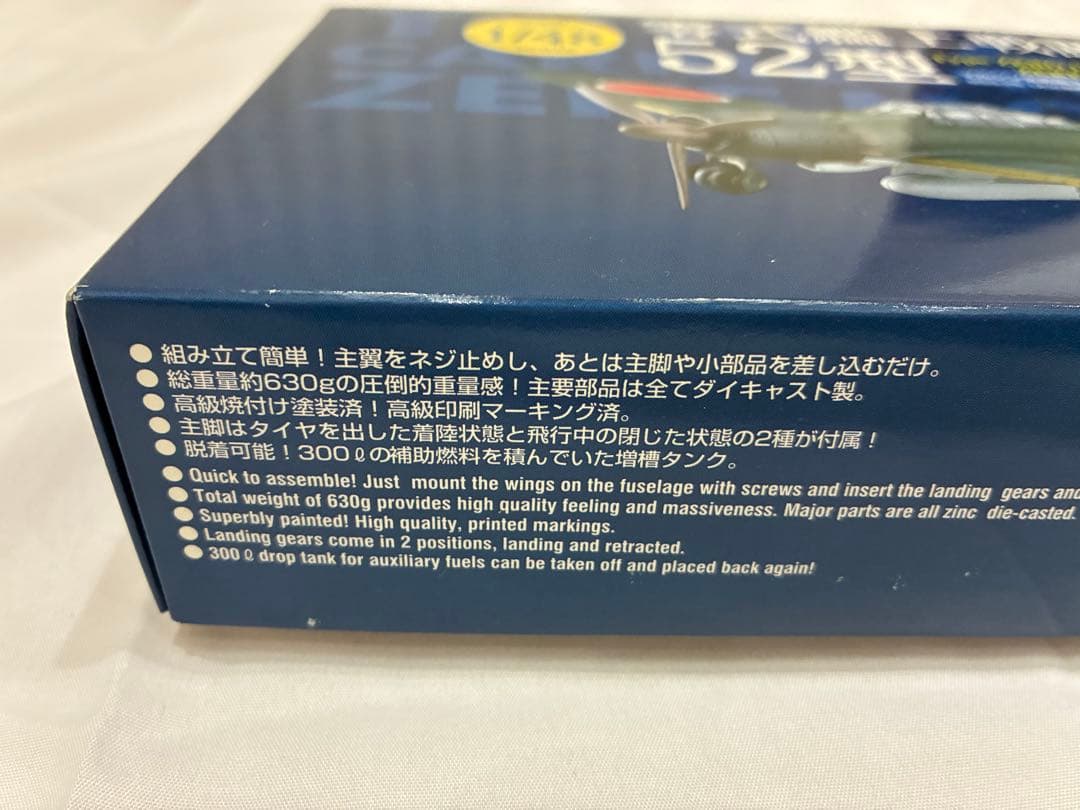 1/48
52型
ZE
● 組み立て簡単！主翼をネジ止めし、あとは主脚や小部品を差し込むだけ。
● 総重量約630gの圧倒的重量感！主要部品は全てダイキャスト製。
● 高級焼付け塗装済！高級印刷マーキング済。
● 主脚はタイヤを出した着陸状態と飛行中の閉じた状態の2種が付属！
● 脱着可能！300ℓの補助燃料を積んでいた増槽タンク。
● Quick to assemble! Just mount the wings on the fuselage with screws and insert the landing gears and
● Total weight of 630g provides high quality feeling and massiveness. Major parts are all zinc die-casted.
● Superbly painted! High quality, printed markings.
● Landing gears come in 2 positions, landing and retracted.
● 300ℓ drop tank for auxiliary fuels can be taken off and placed back again!